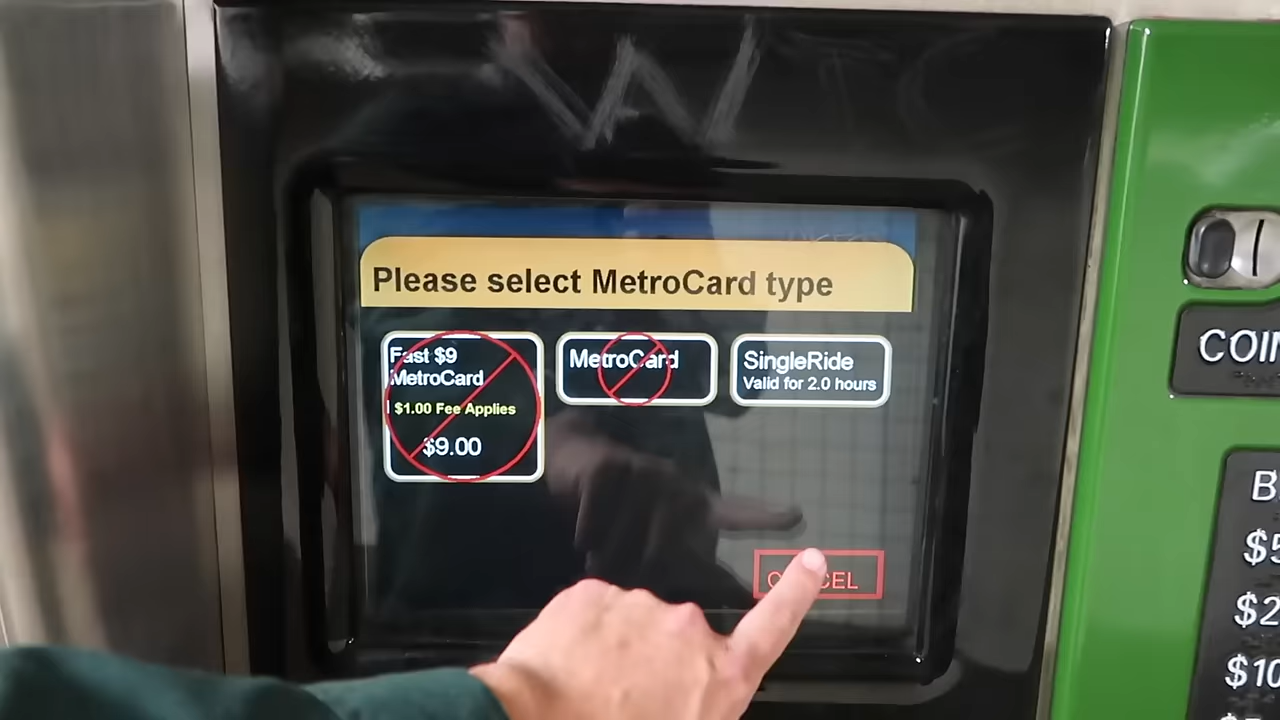 W
Please select MetroCard type
Fast $9
MetroCard
$1.00 Fee Applies
$9.00
MetroCard
SingleRide
Valid for 2.0 hours
COIN
$5
$2
$10